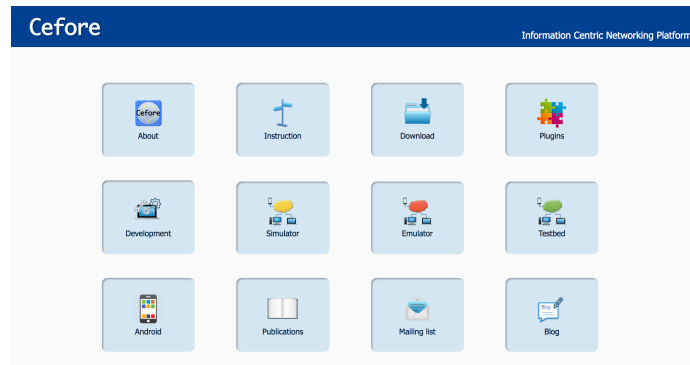 Cefore
Information Centric Networking Platform
Cefore
About
Instruction
Download
Plugins
Development
Simulator
Emulator
Testbed
Android
Publications
Mailing list
Blog
Blog